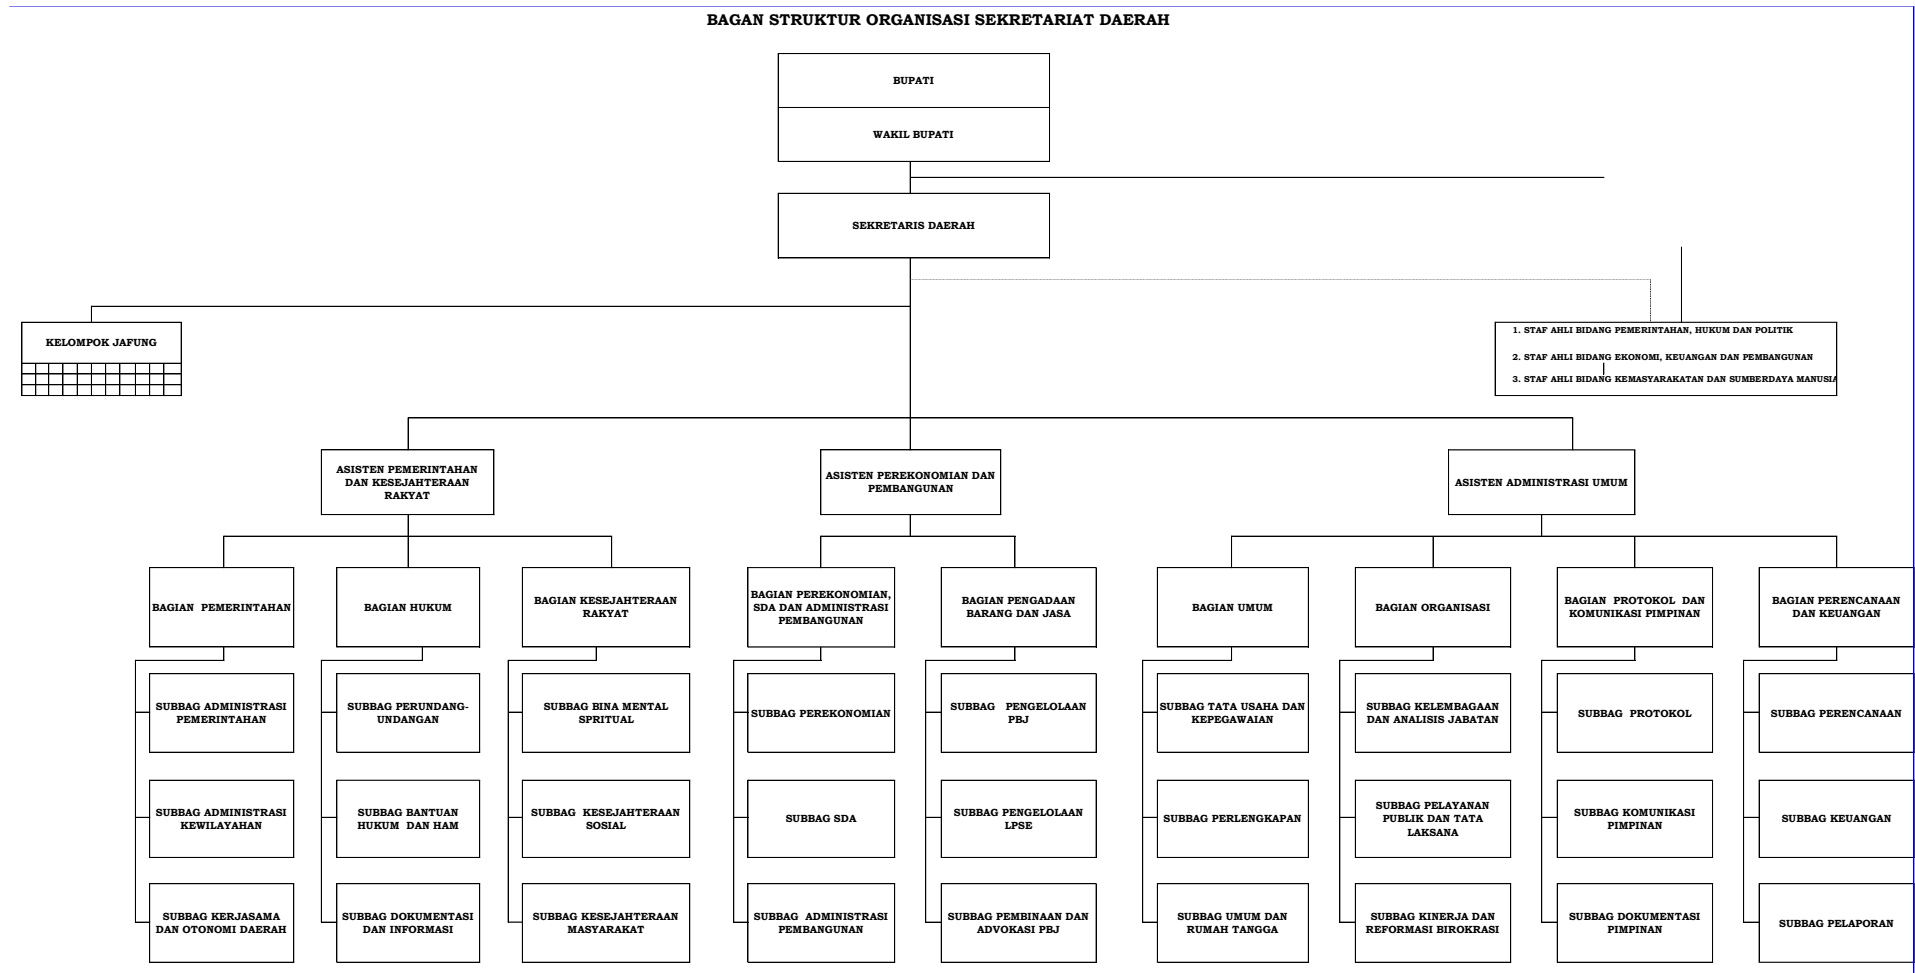 BAGAN STRUKTUR ORGANISASI SEKRETARIAT DAERAH
BUPATI
WAKIL BUPATI
SEKRETARIS DAERAH
KELOMPOK JAFUNG
1. STAF AHLI BIDANG PEMERINTAHAN, HUKUM DAN POLITIK
2. STAF AHLI BIDANG EKONOMI, KEUANGAN DAN PEMBANGUNAN
3. STAF AHLI BIDANG KEMASYARAKATAN DAN SUMBERDAYA MANUSIA
ASISTEN PEMERINTAHAN
DAN KESEJAHTERAAN
RAKYAT
ASISTEN PEREKONOMIAN DAN
PEMBANGUNAN
ASISTEN ADMINISTRASI UMUM
BAGIAN PEMERINTAHAN
BAGIAN HUKUM
BAGIAN KESEJAHTERAAN
RAKYAT
BAGIAN PEREKONOMIAN,
SDA DAN ADMINISTRASI
PEMBANGUNAN
BAGIAN PENGADAAN
BARANG DAN JASA
BAGIAN UMUM
BAGIAN ORGANISASI
BAGIAN PROTOKOL DAN
KOMUNIKASI PIMPINAN
BAGIAN PERENCANAAN
DAN KEUANGAN
SUBBAG ADMINISTRASI
PEMERINTAHAN
SUBBAG PERUNDANG-
UNDANGAN
SUBBAG BINA MENTAL
SPRITUAL
SUBBAG PEREKONOMIAN
SUBBAG PENGELOLAAN
PBJ
SUBBAG TATA USAHA DAN
KEPEGAWAIAN
SUBBAG KELEMBAGAAN
DAN ANALISIS JABATAN
SUBBAG PROTOKOL
SUBBAG PERENCANAAN
SUBBAG ADMINISTRASI
KEWILAYAHAN
SUBBAG BANTUAN
HUKUM DAN HAM
SUBBAG KESEJAHTERAAN
SOSIAL
SUBBAG SDA
SUBBAG PENGELOLAAN
LPSE
SUBBAG PERLENGKAPAN
SUBBAG PELAYANAN
PUBLIK DAN TATA
LAKSANA
SUBBAG KOMUNIKASI
PIMPINAN
SUBBAG KEUANGAN
SUBBAG KERJASAMA
DAN OTONOMI DAERAH
SUBBAG DOKUMENTASI
DAN INFORMASI
SUBBAG KESEJAHTERAAN
MASYARAKAT
SUBBAG ADMINISTRASI
PEMBANGUNAN
SUBBAG PEMBINAAN DAN
ADVOKASI PBJ
SUBBAG UMUM DAN
RUMAH TANGGA
SUBBAG KINERJA DAN
REFORMASI BIROKRASI
SUBBAG DOKUMENTASI
PIMPINAN
SUBBAG PELAPORAN